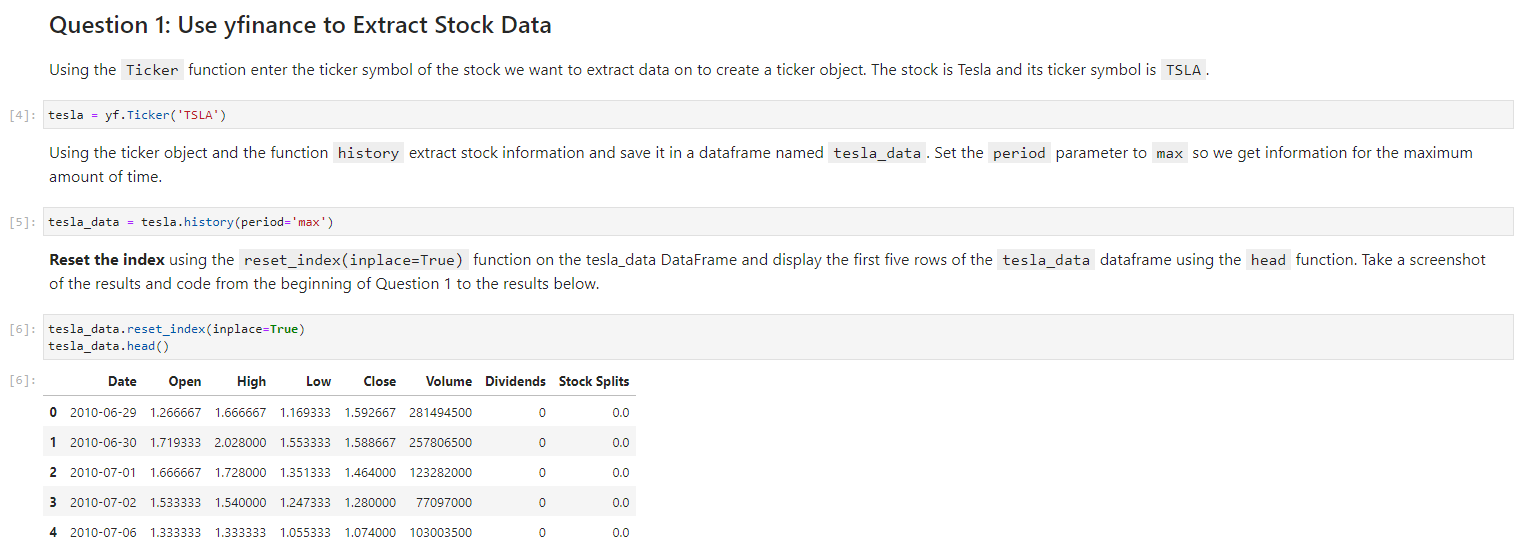 Question 1: Use yfinance to Extract Stock Data
Using the Ticker function enter the ticker symbol of the stock we want to extract data on to create a ticker object. The stock is Tesla and its ticker symbol is TSLA.
[4]: tesla = yf.Ticker('TSLA')
Using the ticker object and the function history extract stock information and save it in a dataframe named tesla_data. Set the period parameter to max so we get information for the maximum
amount of time.
[5]: tesla_data = tesla.history(period='max')
Reset the index using the reset_index(inplace=True) function on the tesla_data DataFrame and display the first five rows of the tesla_data dataframe using the head function. Take a screenshot
of the results and code from the beginning of Question 1 to the results below.
[6]: tesla_data.reset_index(inplace=True)
tesla_data.head()
[6]: Date Open High Low Close Volume Dividends Stock Splits
0 2010-06-29 1.266667 1.666667 1.169333 1.592667 281494500 0 0.0
1 2010-06-30 1.719333 2.028000 1.553333 1.588667 257806500 0 0.0
2 2010-07-01 1.666667 1.728000 1.351333 1.464000 123282000 0 0.0
3 2010-07-02 1.533333 1.540000 1.247333 1.280000 77097000 0 0.0
4 2010-07-06 1.333333 1.333333 1.055333 1.074000 103003500 0 0.0